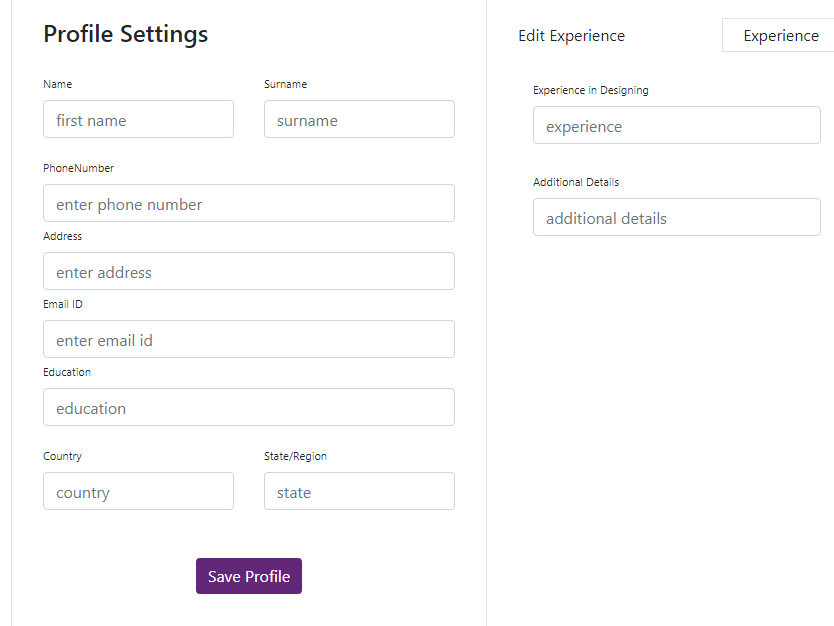 Profile Settings
Name Surname
first name surname
PhoneNumber
enter phone number
Address
enter address
Email ID
enter email id
Education
education
Country State/Region
country state
Save Profile
Edit Experience Experience
Experience in Designing
experience
Additional Details
additional details